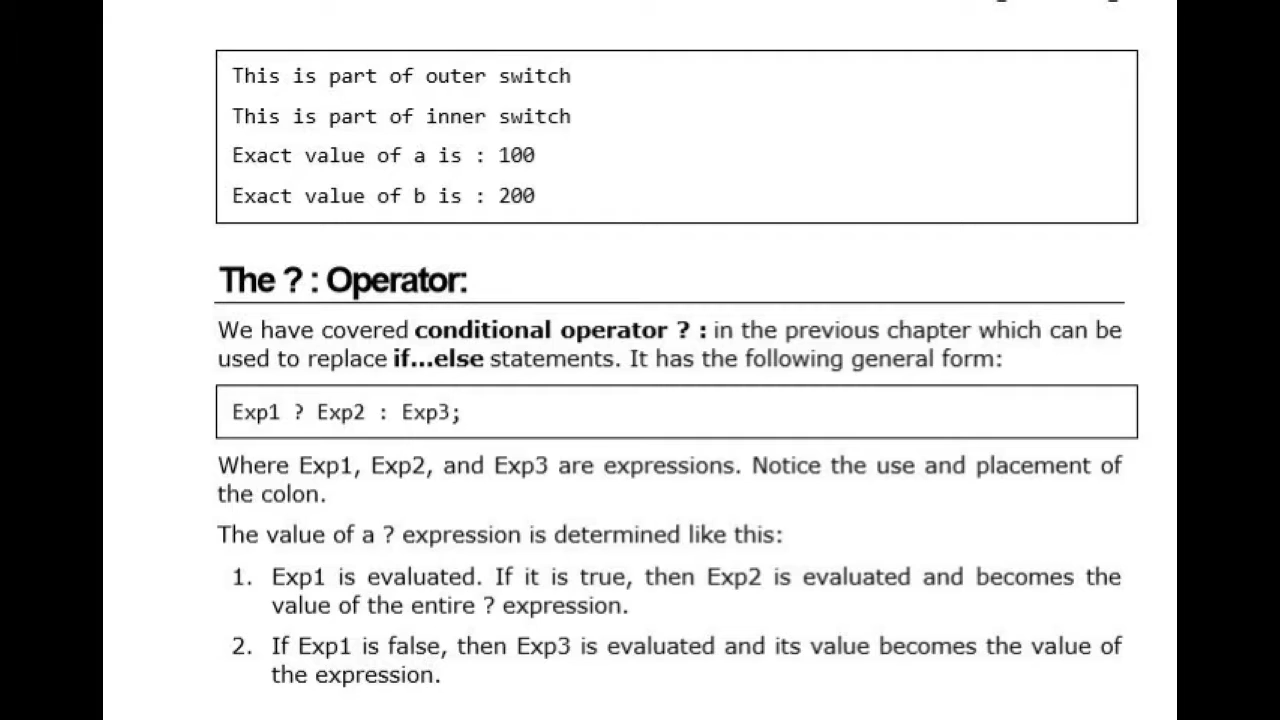 This is part of outer switch
This is part of inner switch
Exact value of a is : 100
Exact value of b is : 200
The ? : Operator:
We have covered conditional operator ? : in the previous chapter which can be
used to replace if...else statements. It has the following general form:
Exp1 ? Exp2 : Exp3;
Where Exp1, Exp2, and Exp3 are expressions. Notice the use and placement of
the colon.
The value of a ? expression is determined like this:
1. Exp1 is evaluated. If it is true, then Exp2 is evaluated and becomes the
value of the entire ? expression.
2. If Exp1 is false, then Exp3 is evaluated and its value becomes the value of
the expression.